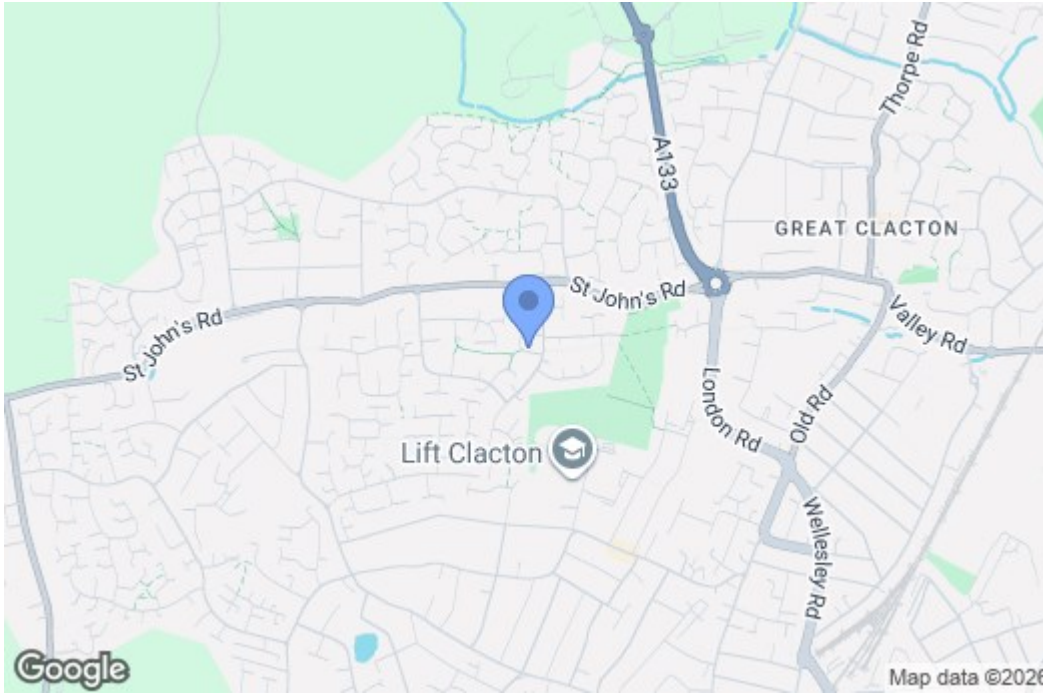 Thorpe Rd
A133
GREAT CLACTON
St John's Rd
St John's Rd
Valley Rd
London Rd
Old Rd
Lift Clacton
Wellesley Rd
Google
Map data ©2026